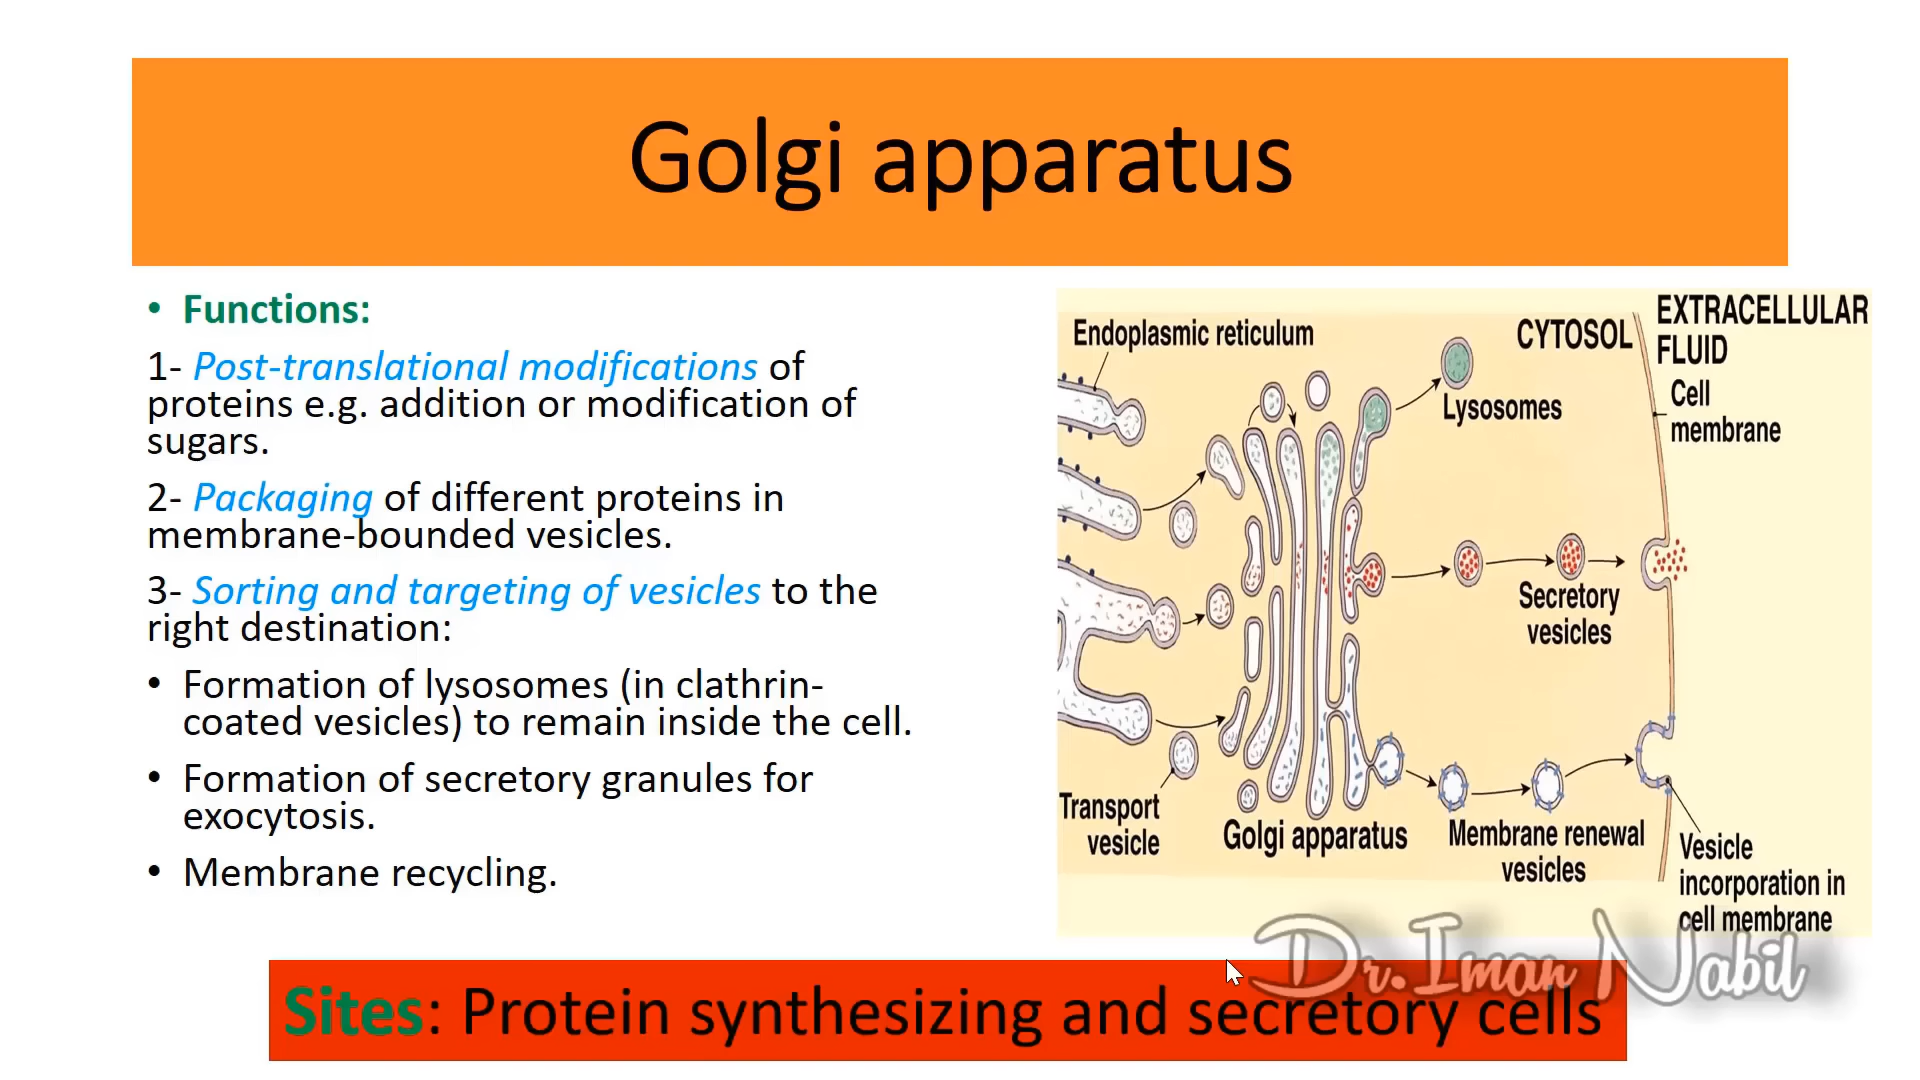 Golgi apparatus
• Functions:
1- Post-translational modifications of
proteins e.g. addition or modification of
sugars.
2- Packaging of different proteins in
membrane-bounded vesicles.
3- Sorting and targeting of vesicles to the
right destination:
• Formation of lysosomes (in clathrin-
coated vesicles) to remain inside the cell.
• Formation of secretory granules for
exocytosis.
• Membrane recycling.
Endoplasmic reticulum
CYTOSOL
EXTRACELLULAR
FLUID
Cell
membrane
Lysosomes
Secretory
vesicles
Transport
vesicle
Golgi apparatus
Membrane renewal
vesicles
Vesicle
incorporation in
cell membrane
Dr.Iman Nabil
Sites: Protein synthesizing and secretory cells